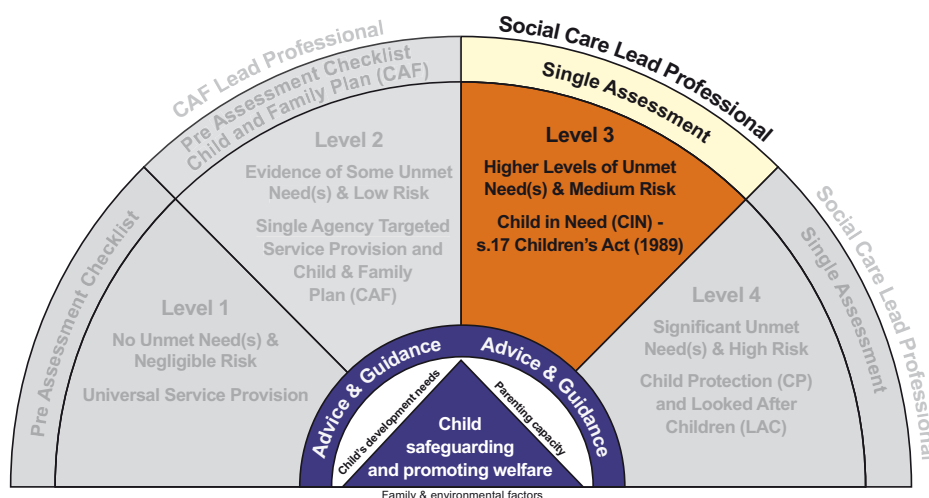 Social Care Lead Professional
Single Assessment
CAF Lead Professional
Pre Assessment Checklist
Child and Family Plan (CAF)
Level 3
Higher Levels of Unmet
Need(s) & Medium Risk
Child in Need (CIN) -
s.17 Children's Act (1989)
Level 2
Evidence of Some Unmet
Need(s) & Low Risk
Single Agency Targeted
Service Provision and
Child & Family
Plan (CAF)
Pre Assessment Checklist
Level 1
No Unmet Need(s) &
Negligible Risk
Universal Service Provision
Social Care Lead Professional
Single Assessment
Level 4
Significant Unmet
Need(s) & High Risk
Child Protection (CP)
and Looked After
Children (LAC)
Advice & Guidance
Advice & Guidance
Child's development needs
Parenting capacity
Child
safeguarding
and promoting welfare
Family & environmental factors